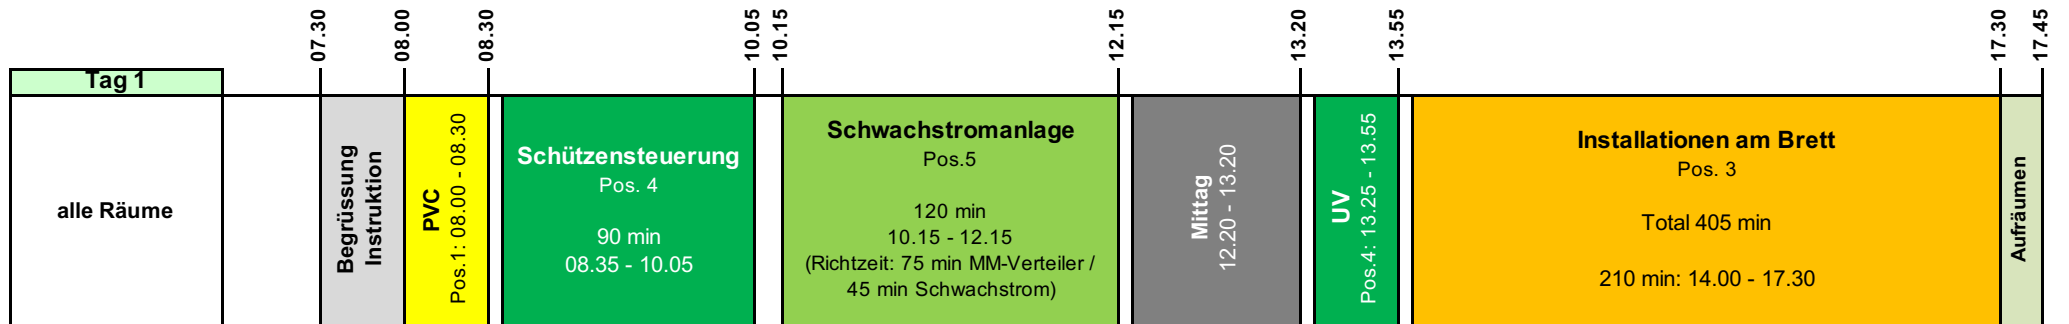 07.30
08.00
08.30
10.05
10.15
12.15
13.20
13.55
17.30
17.45
Tag 1
alle Räume
Begrüssung
Instruktion
PVC
Pos.1: 08.00 - 08.30
Schützensteuerung
Pos. 4
90 min
08.35 - 10.05
Schwachstromanlage
Pos.5
120 min
10.15 - 12.15
(Richtzeit: 75 min MM-Verteiler /
45 min Schwachstrom)
Mittag
12.20 - 13.20
UV
Pos.4: 13.25 - 13.55
Installationen am Brett
Pos. 3
Total 405 min
210 min: 14.00 - 17.30
Aufräumen